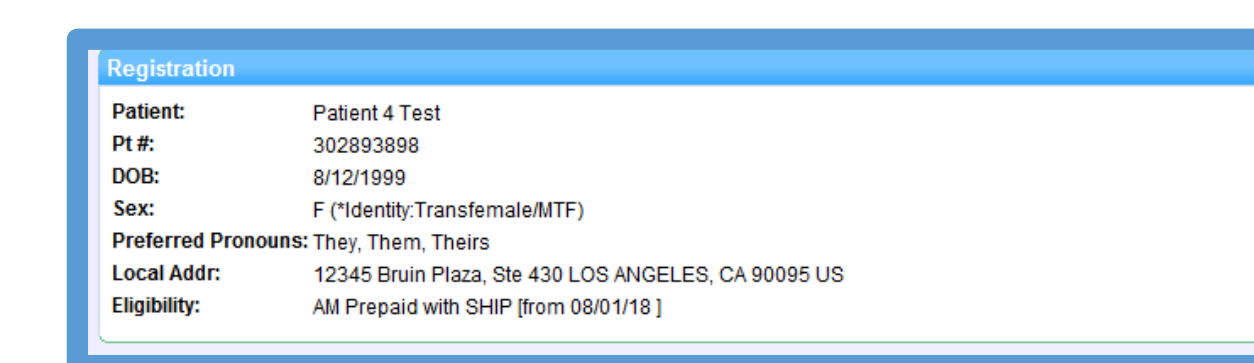 Registration
Patient: Patient 4 Test
Pt #: 302893898
DOB: 8/12/1999
Sex: F (*Identity:Transfemale/MTF)
Preferred Pronouns: They, Them, Theirs
Local Addr: 12345 Bruin Plaza, Ste 430 LOS ANGELES, CA 90095 US
Eligibility: AM Prepaid with SHIP [from 08/01/18 ]